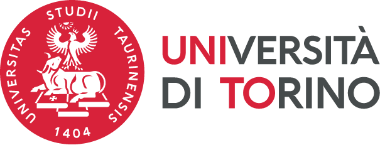 UNIVERSITAS STUDII TAURINENSIS
1404
UNIVERSITÀ
DI TORINO